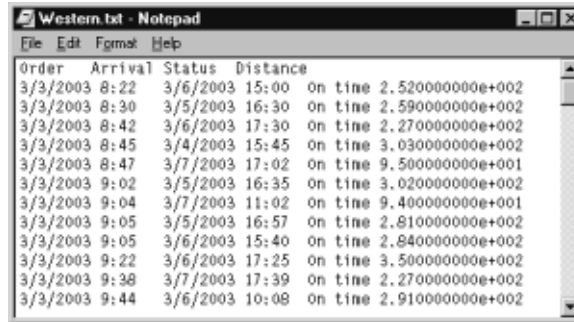 Western.txt - Notepad
File Edit Format Help
Order Arrival Status Distance
3/3/2003 8:22 3/6/2003 15:00 On time 2.520000000e+002
3/3/2003 8:30 3/5/2003 16:30 On time 2.590000000e+002
3/3/2003 8:42 3/6/2003 17:30 On time 2.270000000e+002
3/3/2003 8:45 3/4/2003 15:45 On time 3.030000000e+002
3/3/2003 8:47 3/7/2003 17:02 On time 9.500000000e+001
3/3/2003 9:02 3/5/2003 16:35 On time 3.020000000e+002
3/3/2003 9:04 3/7/2003 11:02 On time 9.400000000e+001
3/3/2003 9:05 3/5/2003 16:57 On time 2.810000000e+002
3/3/2003 9:05 3/6/2003 15:40 On time 2.840000000e+002
3/3/2003 9:22 3/6/2003 17:25 On time 3.500000000e+002
3/3/2003 9:38 3/7/2003 17:39 On time 2.270000000e+002
3/3/2003 9:44 3/6/2003 10:08 On time 2.910000000e+002